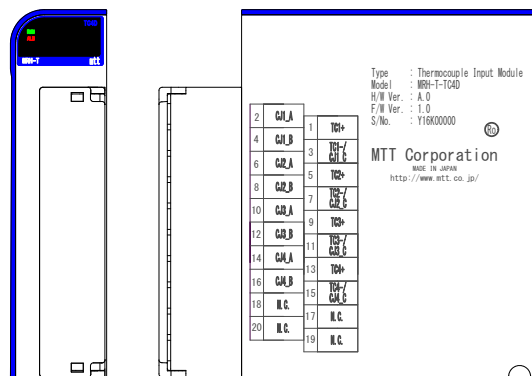 MRH-T
mtt
Type : Thermocouple Input Module
Model : MRH-T-TC4D
H/W Ver. : A.0
F/W Ver. : 1.0
S/No. : Y16K00000
MTT Corporation
MADE IN JAPAN
http://www.mtt.co.jp/
2 CJ1_A
4 CJ1_B
6 CJ2_A
8 CJ2_B
10 CJ3_A
12 CJ3_B
14 CJ4_A
16 CJ4_B
18 N.C.
20 N.C.
1 TC1+
3 TC1-/
CJ1_C
5 TC2+
7 TC2-/
CJ2_C
9 TC3+
11 TC3-/
CJ3_C
13 TC4+
15 TC4-/
CJ4_C
17 N.C.
19 N.C.